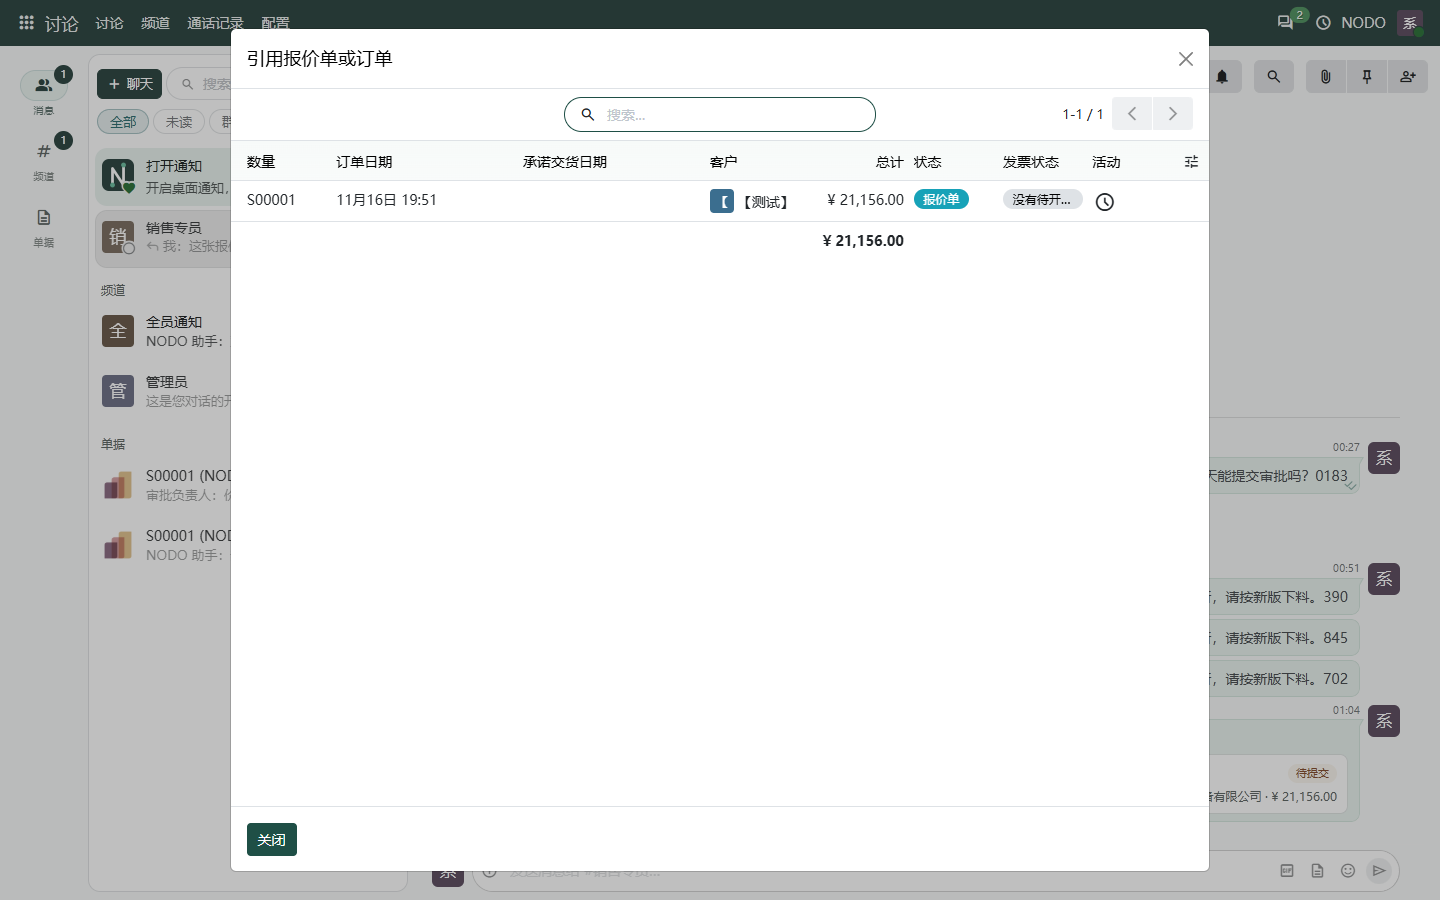 讨论 讨论 频道 通话记录 配置 2 NODO 系
引用报价单或订单
1 消息
聊天 搜索
搜索... 1-1 / 1
全部 未读 群
数量 订单日期 承诺交货日期 客户 总计 状态 发票状态 活动
1 频道
打开通知
开启桌面通知，
S00001 11月16日 19:51 【 【测试】 ¥ 21,156.00 报价单 没有待开...
单据
销 销售专员
我：这张报
¥ 21,156.00
频道
全 全员通知
NODO 助手：
管 管理员
这是您对话的
单据
S00001 (NOD
审批负责人：
S00001 (NOD
NODO 助手：
00:27 系
天能提交审批吗？0183
00:51 系
，请按新版下料。390
，请按新版下料。845
，请按新版下料。702
01:04 系
待提交
备有限公司 · ¥ 21,156.00
关闭
系